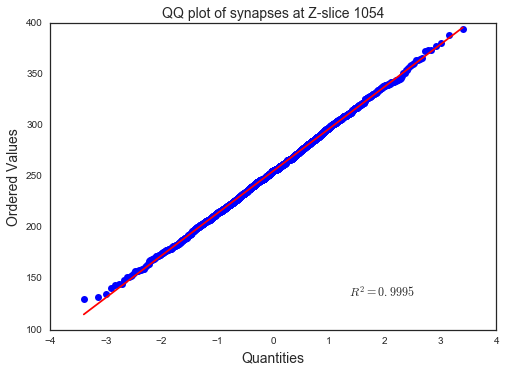 QQ plot of synapses at Z-slice 1054
400
350
300
250
200
150
100
Ordered Values
R² = 0.9995
−4 −3 −2 −1 0 1 2 3 4
Quantities